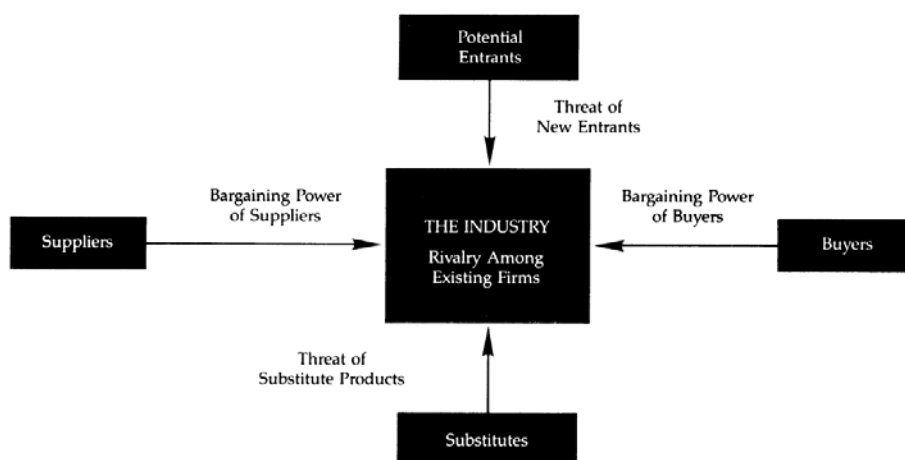 Potential
Entrants
Threat of
New Entrants
Bargaining Power
of Suppliers
Bargaining Power
of Buyers
Suppliers
THE INDUSTRY
Rivalry Among
Existing Firms
Buyers
Threat of
Substitute Products
Substitutes